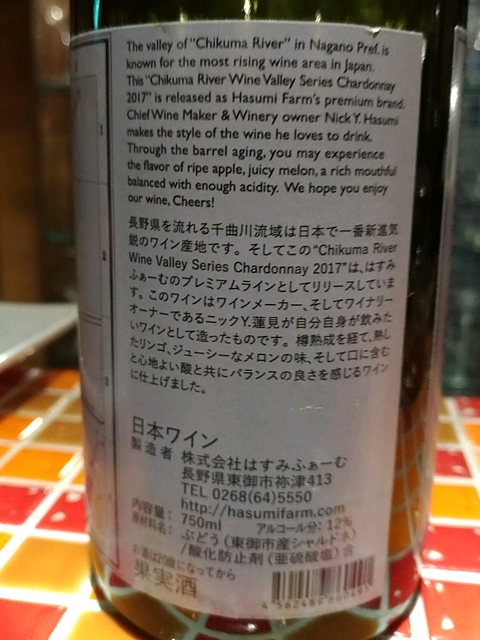 The valley of "Chikuma River" in Nagano Pref. is
known for the most rising wine area in Japan.
This "Chikuma River Wine Valley Series Chardonnay
2017" is released as Hasumi Farm's premium brand.
Chief Wine Maker & Winery owner Nick Y. Hasumi
makes the style of the wine he loves to drink.
Through the barrel aging, you may experience
the flavor of ripe apple, juicy melon, a rich mouthful
balanced with enough acidity. We hope you enjoy
our wine, Cheers!
長野県を流れる千曲川流域は日本で一番新進気
鋭のワイン産地です。そしてこの"Chikuma River
Wine Valley Series Chardonnay 2017"は、はすみ
ふぁーむのプレミアムラインとしてリリースしていま
す。このワインはワインメーカー、そしてワイナリー
オーナーであるニックY.蓮見が自分自身が飲みた
いワインとして造ったものです。樽熟成を経て、熟し
たリンゴ、ジューシーなメロンの味、そして口に含む
と心地よい酸と共にバランスの良さを感じるワイン
に仕上げました。
日本ワイン
製造者 株式会社はすみふぁーむ
長野県東御市祢津413
TEL 0268(64)5550
http://hasumifarm.com
内容量: 750ml アルコール分: 12%
原材料名: ぶどう(東御市産シャルドネ)
/酸化防止剤(亜硫酸塩)含
お酒は20歳になってから
果実酒